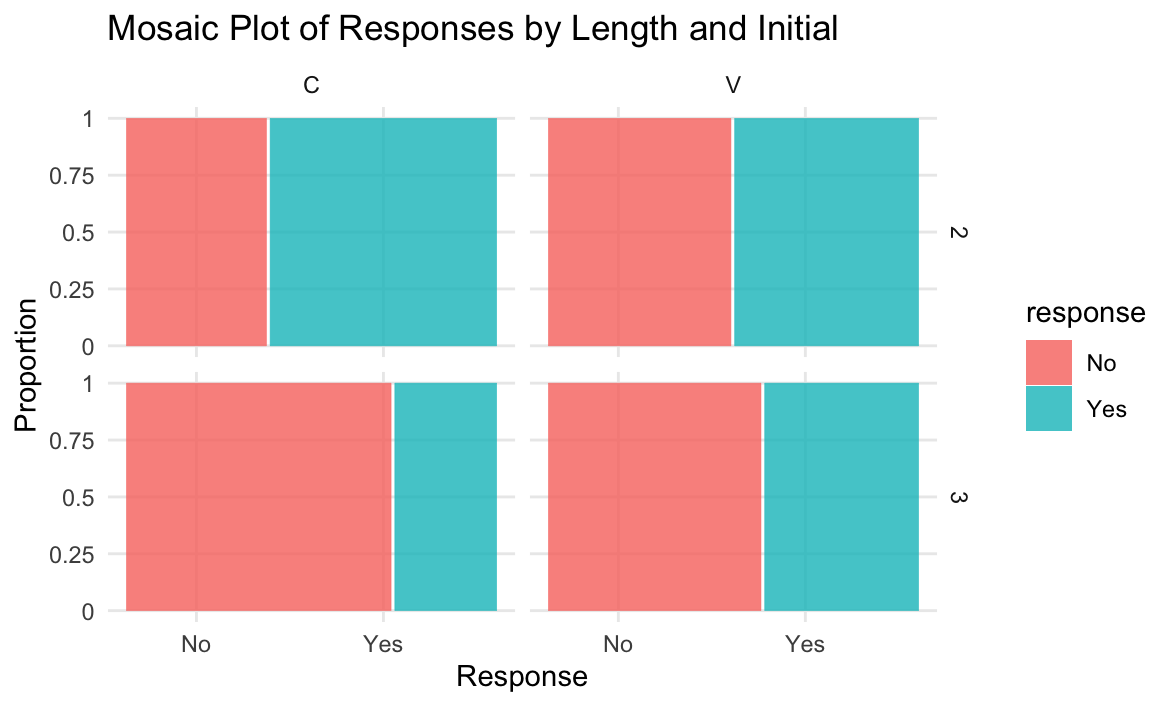 Mosaic Plot of Responses by Length and Initial
C
V
1
0.75
0.5
0.25
0
2
1
0.75
0.5
0.25
0
3
Proportion
No
Yes
No
Yes
Response
response
No
Yes